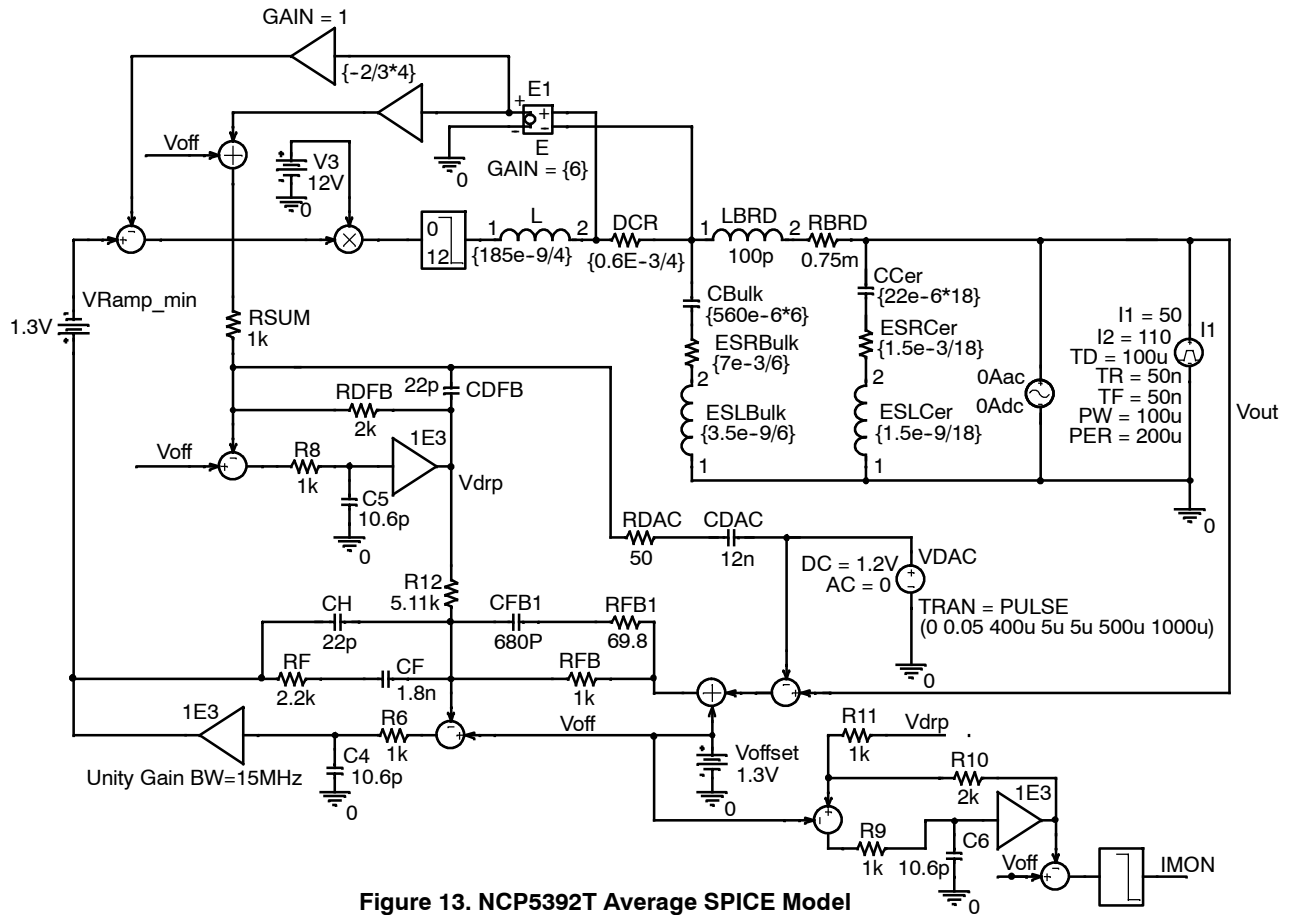 GAIN = 1
{-2/3*4}
E1
+
+
-
-
E
GAIN = {6}
0
Voff
+
V3
12V
+
0
+
-
×
0
12
1
L
2
{185e-9/4}
DCR
{0.6E-3/4}
1
LBRD
2
100p
RBRD
0.75m
VRamp_min
1.3V
+
RSUM
1k
CBulk
{560e-6*6}
ESRBulk
{7e-3/6}
2
ESLBulk
{3.5e-9/6}
1
CCer
{22e-6*18}
ESRCer
{1.5e-3/18}
2
ESLCer
{1.5e-9/18}
1
0Aac
0Adc
I1 = 50
I2 = 110
TD = 100u
TR = 50n
TF = 50n
PW = 100u
PER = 200u
I1
Vout
0
22p
CDFB
RDFB
2k
1E3
Voff
-
+
R8
1k
C5
10.6p
0
Vdrp
RDAC
50
CDAC
12n
DC = 1.2V
AC = 0
VDAC
+
-
TRAN = PULSE
(0 0.05 400u 5u 5u 500u 1000u)
0
R12
5.11k
CH
22p
CFB1
680P
RFB1
69.8
RF
2.2k
CF
1.8n
RFB
1k
+
-
+
1E3
R6
1k
-
+
Voff
Unity Gain BW=15MHz
C4
10.6p
0
+
Voffset
1.3V
0
R11
1k
Vdrp
R10
2k
+
-
R9
1k
1E3
C6
10.6p
0
Voff
+
-
IMON
Figure 13. NCP5392T Average SPICE Model